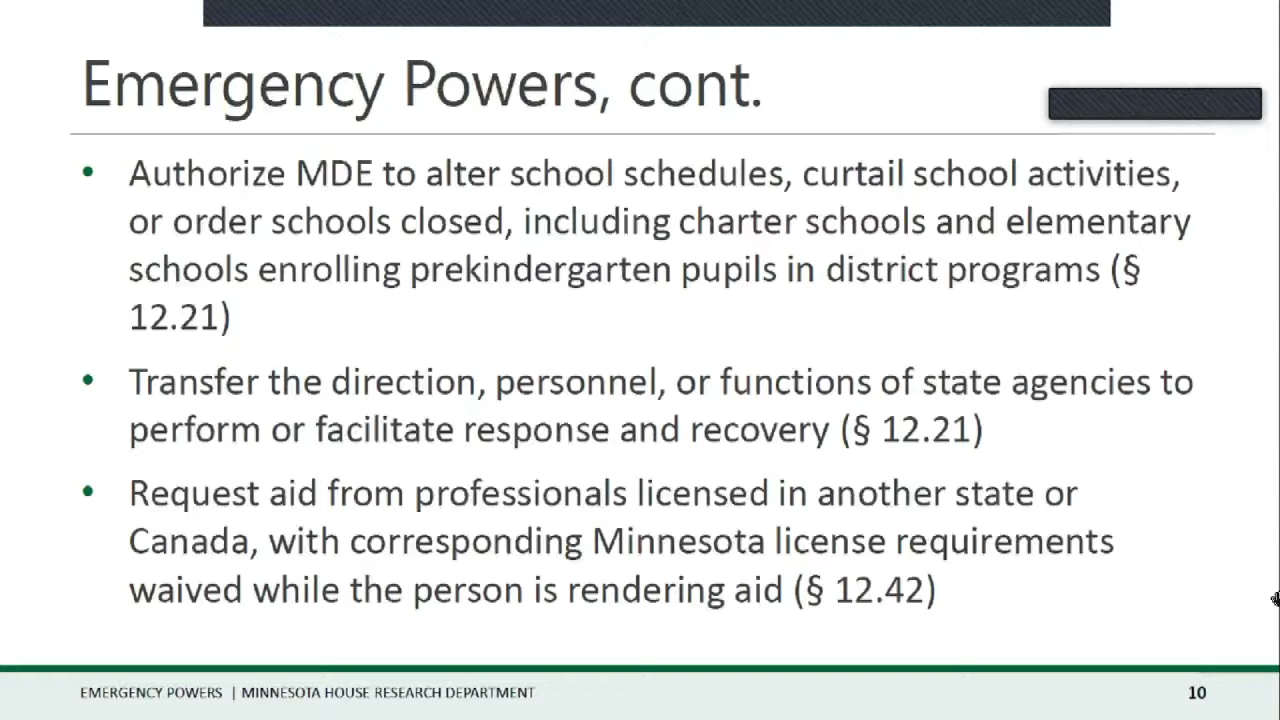 Emergency Powers, cont.
• Authorize MDE to alter school schedules, curtail school activities,
or order schools closed, including charter schools and elementary
schools enrolling prekindergarten pupils in district programs (§
12.21)
• Transfer the direction, personnel, or functions of state agencies to
perform or facilitate response and recovery (§ 12.21)
• Request aid from professionals licensed in another state or
Canada, with corresponding Minnesota license requirements
waived while the person is rendering aid (§ 12.42)
EMERGENCY POWERS | MINNESOTA HOUSE RESEARCH DEPARTMENT 10